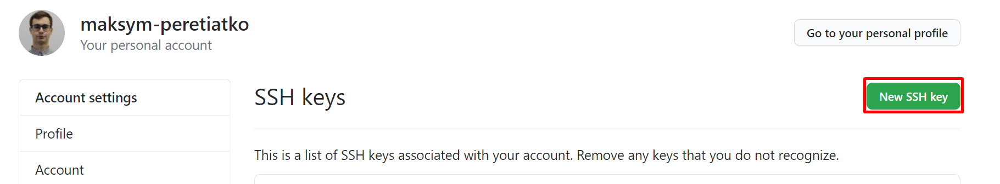 maksym-peretiatko
Your personal account
Go to your personal profile
Account settings
Profile
Account
SSH keys
New SSH key
This is a list of SSH keys associated with your account. Remove any keys that you do not recognize.